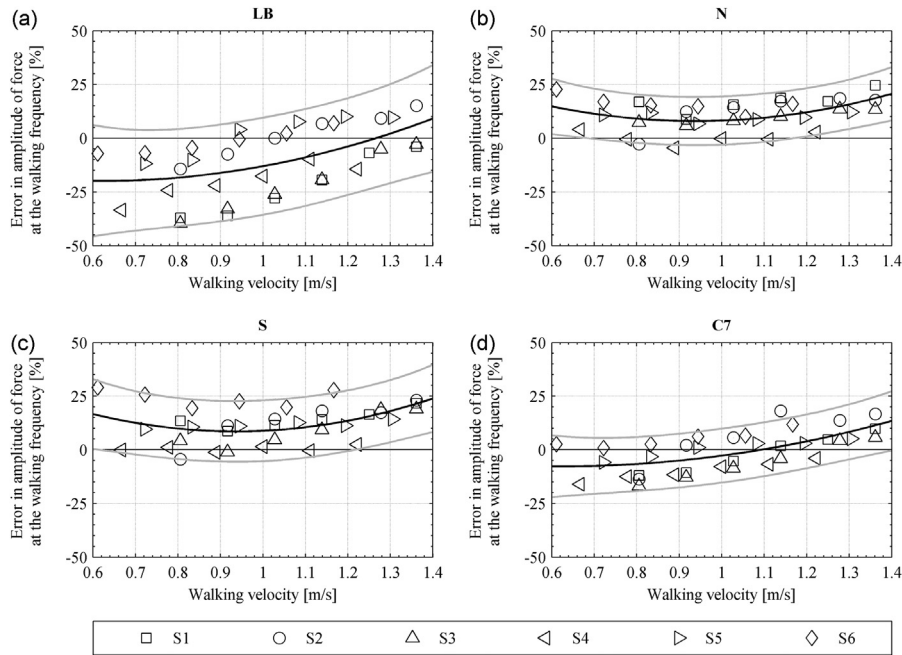 (a)
LB
Error in amplitude of force
at the walking frequency [%]
50
25
0
-25
-50
0.6 0.7 0.8 0.9 1 1.1 1.2 1.3 1.4
Walking velocity [m/s]
(b)
N
Error in amplitude of force
at the walking frequency [%]
50
25
0
-25
-50
0.6 0.7 0.8 0.9 1 1.1 1.2 1.3 1.4
Walking velocity [m/s]
(c)
S
Error in amplitude of force
at the walking frequency [%]
50
25
0
-25
-50
0.6 0.7 0.8 0.9 1 1.1 1.2 1.3 1.4
Walking velocity [m/s]
(d)
C7
Error in amplitude of force
at the walking frequency [%]
50
25
0
-25
-50
0.6 0.7 0.8 0.9 1 1.1 1.2 1.3 1.4
Walking velocity [m/s]
S1 S2 S3 S4 S5 S6